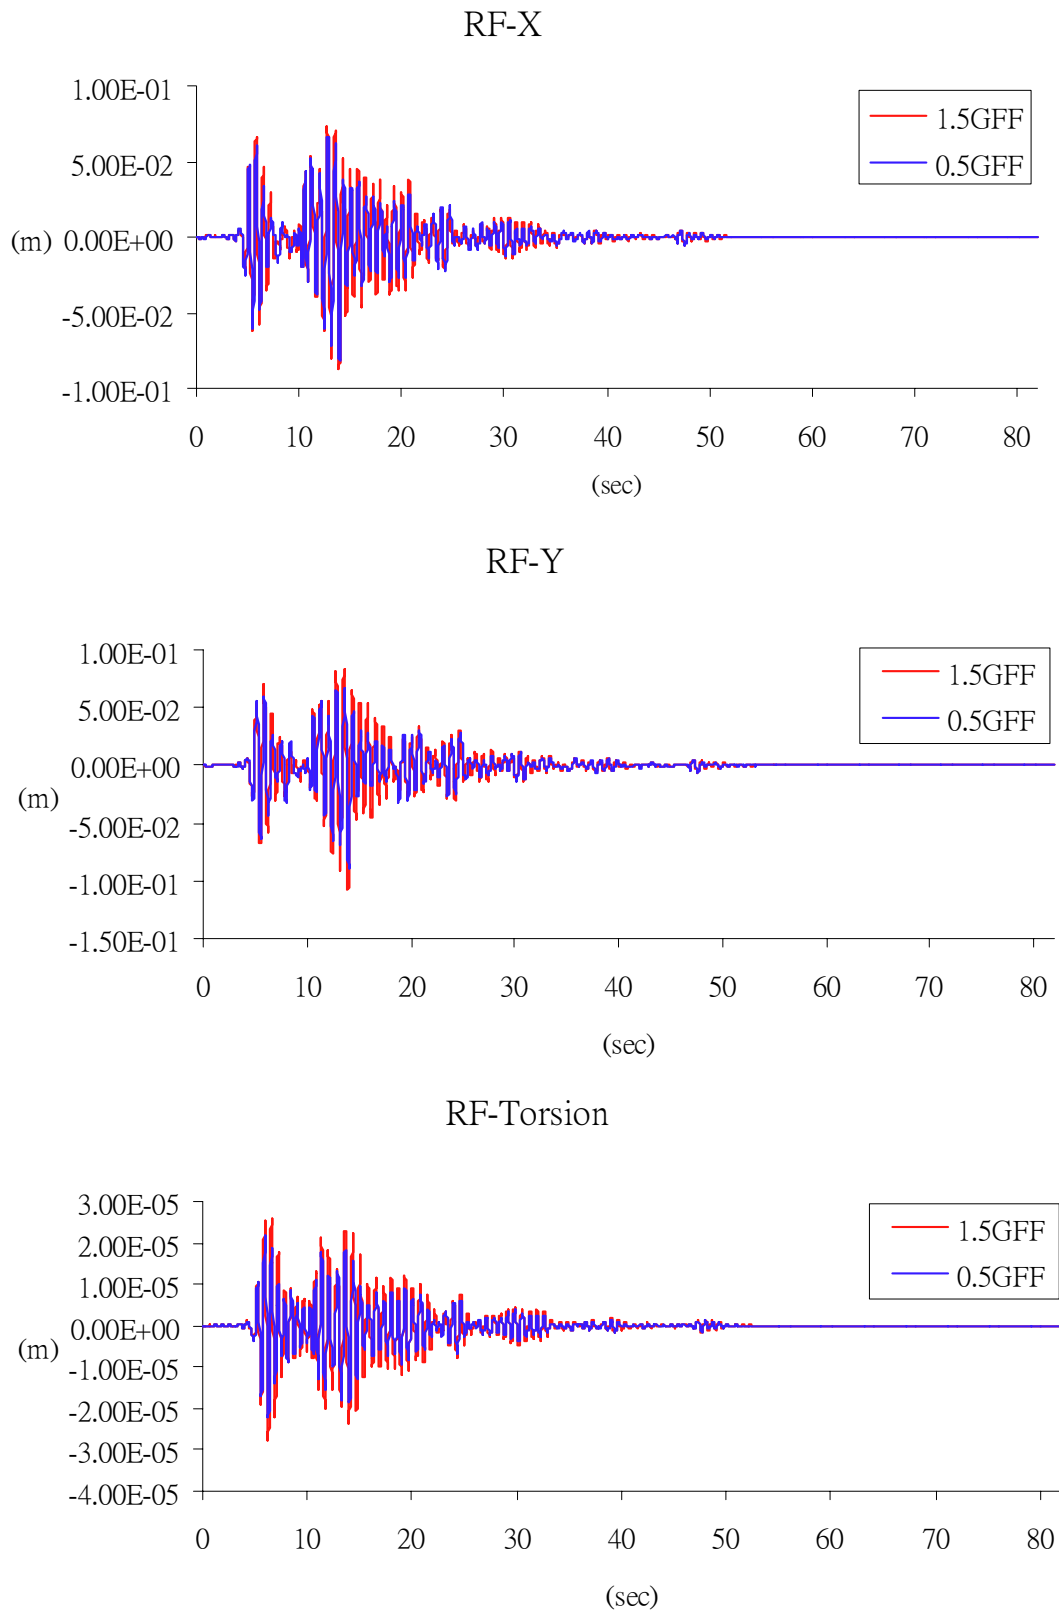 RF-X
1.00E-01
1.5GFF
5.00E-02
0.5GFF
(m) 0.00E+00
-5.00E-02
-1.00E-01
0 10 20 30 40 50 60 70 80
(sec)
RF-Y
1.00E-01
1.5GFF
5.00E-02
0.5GFF
0.00E+00
(m)
-5.00E-02
-1.00E-01
-1.50E-01
0 10 20 30 40 50 60 70 80
(sec)
RF-Torsion
3.00E-05
1.5GFF
2.00E-05
0.5GFF
1.00E-05
0.00E+00
(m)
-1.00E-05
-2.00E-05
-3.00E-05
-4.00E-05
0 10 20 30 40 50 60 70 80
(sec)